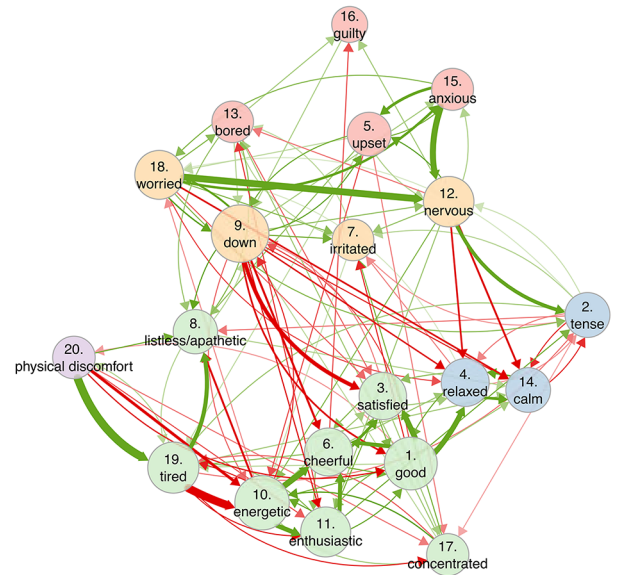 16.
guilty
15.
anxious
13.
bored
5.
upset
18.
worried
12.
nervous
9.
down
7.
irritated
2.
tense
8.
listless/apathetic
20.
physical discomfort
4.
relaxed
14.
calm
3.
satisfied
6.
cheerful
1.
good
19.
tired
10.
energetic
11.
enthusiastic
17.
concentrated